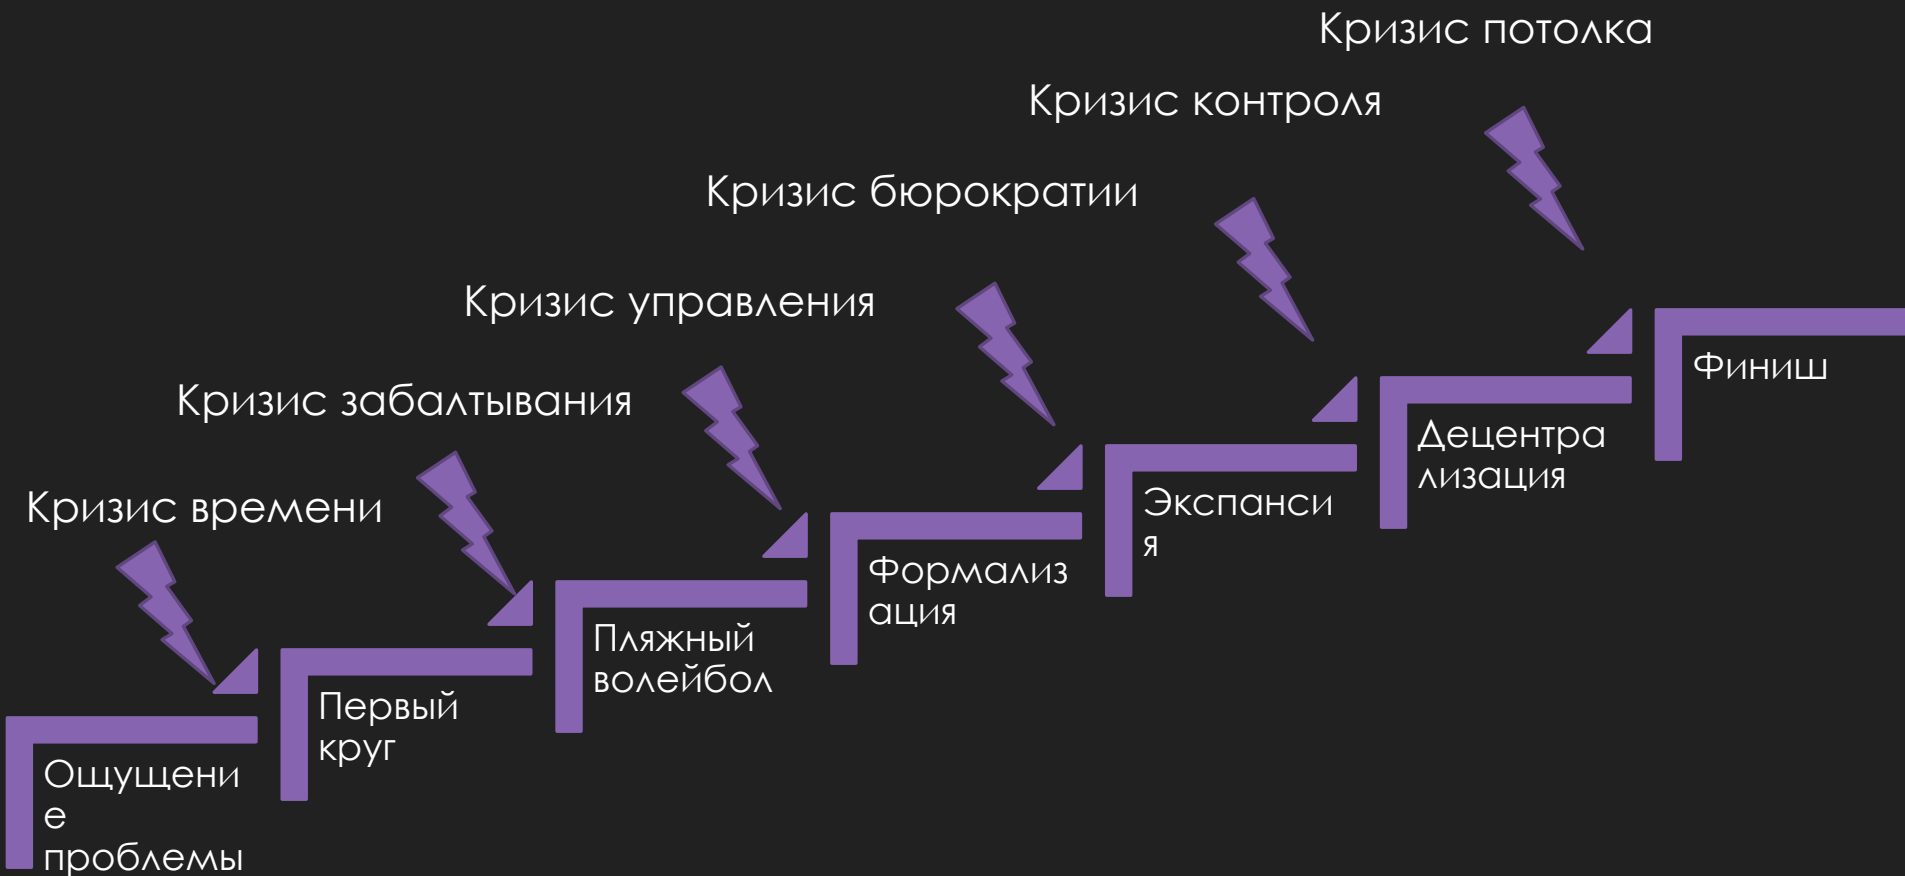 Кризис потолка
Кризис контроля
Кризис бюрократии
Кризис управления
Кризис забалтывания
Кризис времени
Финиш
Децентра
лизация
Экспанси
я
Формализ
ация
Пляжный
волейбол
Первый
круг
Ощущени
е
проблемы